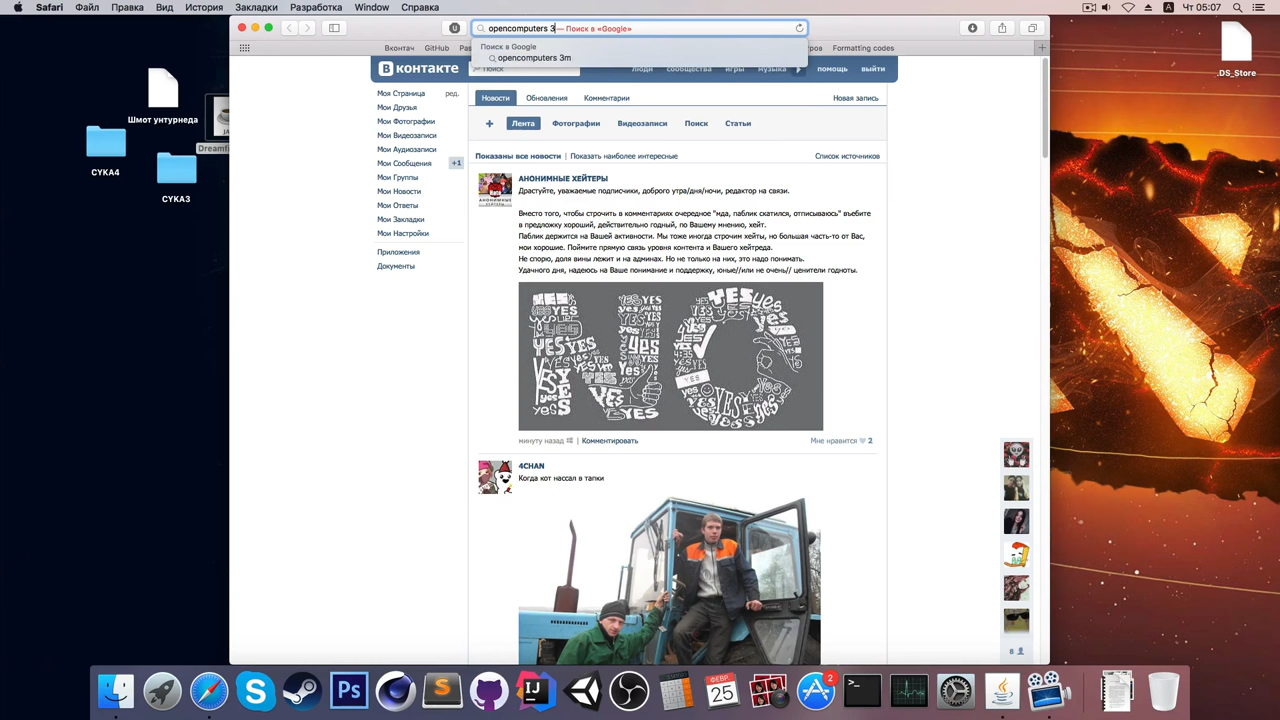 Safari Файл Правка Вид История Закладки Разработка Window Справка
Чт 05:07
opencomputers 3 — Поиск в «Google»
Поиск в Google
opencomputers 3m
Вконтач GitHub Formatting codes
В контакте Поиск люди сообщества игры музыка помощь выйти
Моя Страница ред.
Мои Друзья
Мои Фотографии
Мои Видеозаписи
Мои Аудиозаписи
Мои Сообщения +1
Мои Группы
Мои Новости
Мои Ответы
Мои Закладки
Мои Настройки
Приложения
Документы
Новости Обновления Комментарии Новая запись
Лента Фотографии Видеозаписи Поиск Статьи
Показаны все новости | Показать наиболее интересные Список источников
АНОНИМНЫЕ ХЕЙТЕРЫ
Драстуйте, уважаемые подписчики, доброго утра/дня/ночи, редактор на связи.
Вместо того, чтобы строчить в комментариях очередное "мда, паблик скатился, отписываюсь" въебите
в предложку хороший, действительно годный, по Вашему мнению, хейт.
Паблик держится на Вашей активности. Мы тоже иногда строчим хейты, но большая часть-то от Вас,
мои хорошие. Поймите прямую связь уровня контента и Вашего хейтреда.
Не спорю, доля вины лежит и на админах. Но не только на них, это надо понимать.
Удачного дня, надеюсь на Ваше понимание и поддержку, юные//или не очень// ценители годноты.
минуту назад | Комментировать Мне нравится 2
4CHAN
Когда кот нассал в тапки
8
Шмот унтурнеда
CYKA4
CYKA3
Dreamfi
.DS_Store
Ps
S
IJ
ФЕВР
25
2
>_